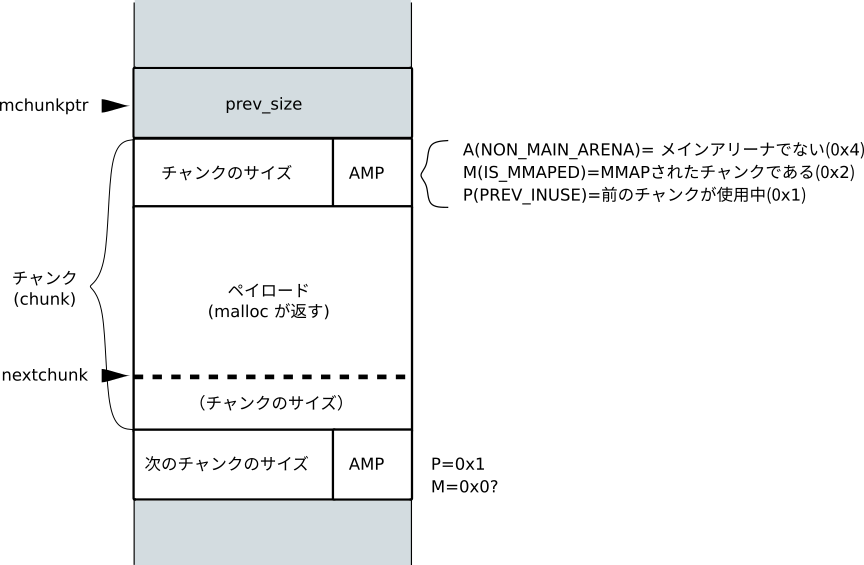 prev_size
mchunkptr
チャンクのサイズ
AMP
A(NON_MAIN_ARENA)= メインアリーナでない(0x4)
M(IS_MMAPED)=MMAPされたチャンクである(0x2)
P(PREV_INUSE)=前のチャンクが使用中(0x1)
チャンク
(chunk)
ペイロード
(malloc が返す)
nextchunk
（チャンクのサイズ）
次のチャンクのサイズ
AMP
P=0x1
M=0x0?